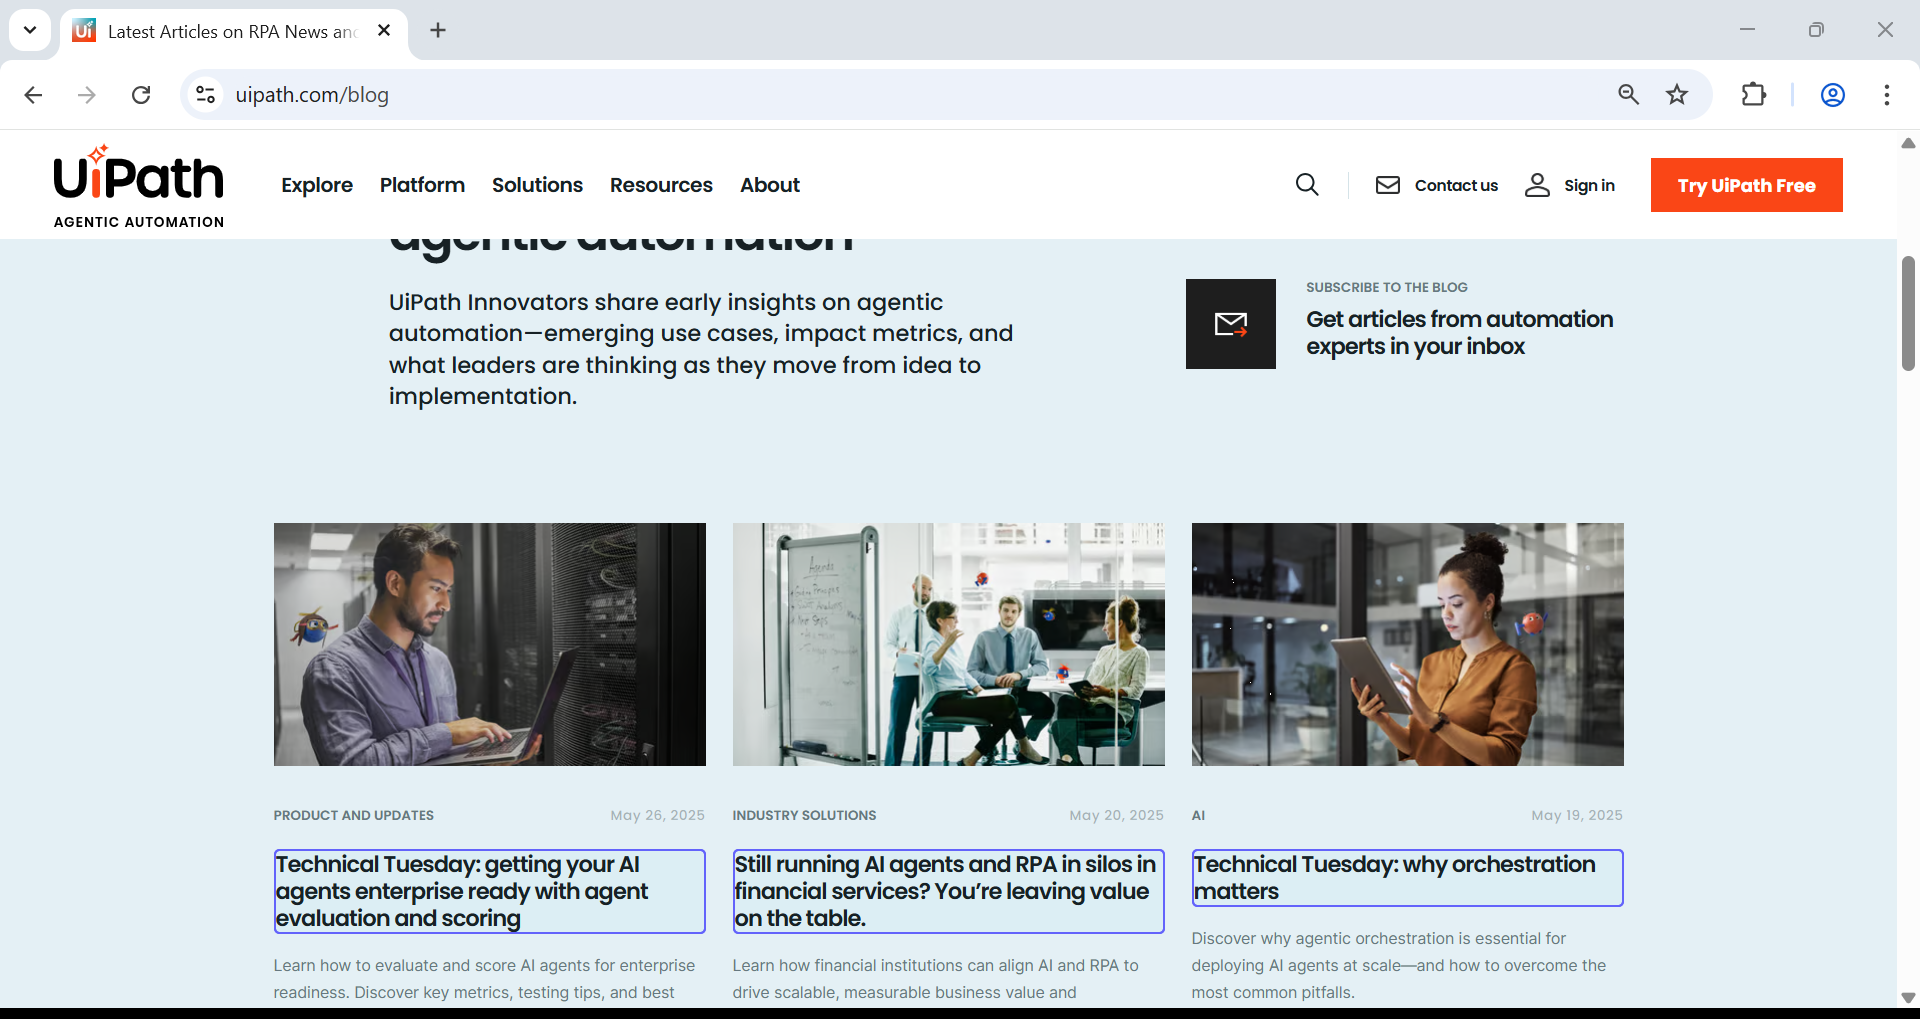 Latest Articles on RPA News an
uipath.com/blog
UiPath
AGENTIC AUTOMATION
Explore
Platform
Solutions
Resources
About
Contact us
Sign in
Try UiPath Free
agentic automation
UiPath Innovators share early insights on agentic
automation—emerging use cases, impact metrics, and
what leaders are thinking as they move from idea to
implementation.
SUBSCRIBE TO THE BLOG
Get articles from automation
experts in your inbox
Agenda
PRODUCT AND UPDATES
May 26, 2025
Technical Tuesday: getting your AI
agents enterprise ready with agent
evaluation and scoring
Learn how to evaluate and score AI agents for enterprise
readiness. Discover key metrics, testing tips, and best
INDUSTRY SOLUTIONS
May 20, 2025
Still running AI agents and RPA in silos in
financial services? You’re leaving value
on the table.
Learn how financial institutions can align AI and RPA to
drive scalable, measurable business value and
AI
May 19, 2025
Technical Tuesday: why orchestration
matters
Discover why agentic orchestration is essential for
deploying AI agents at scale—and how to overcome the
most common pitfalls.